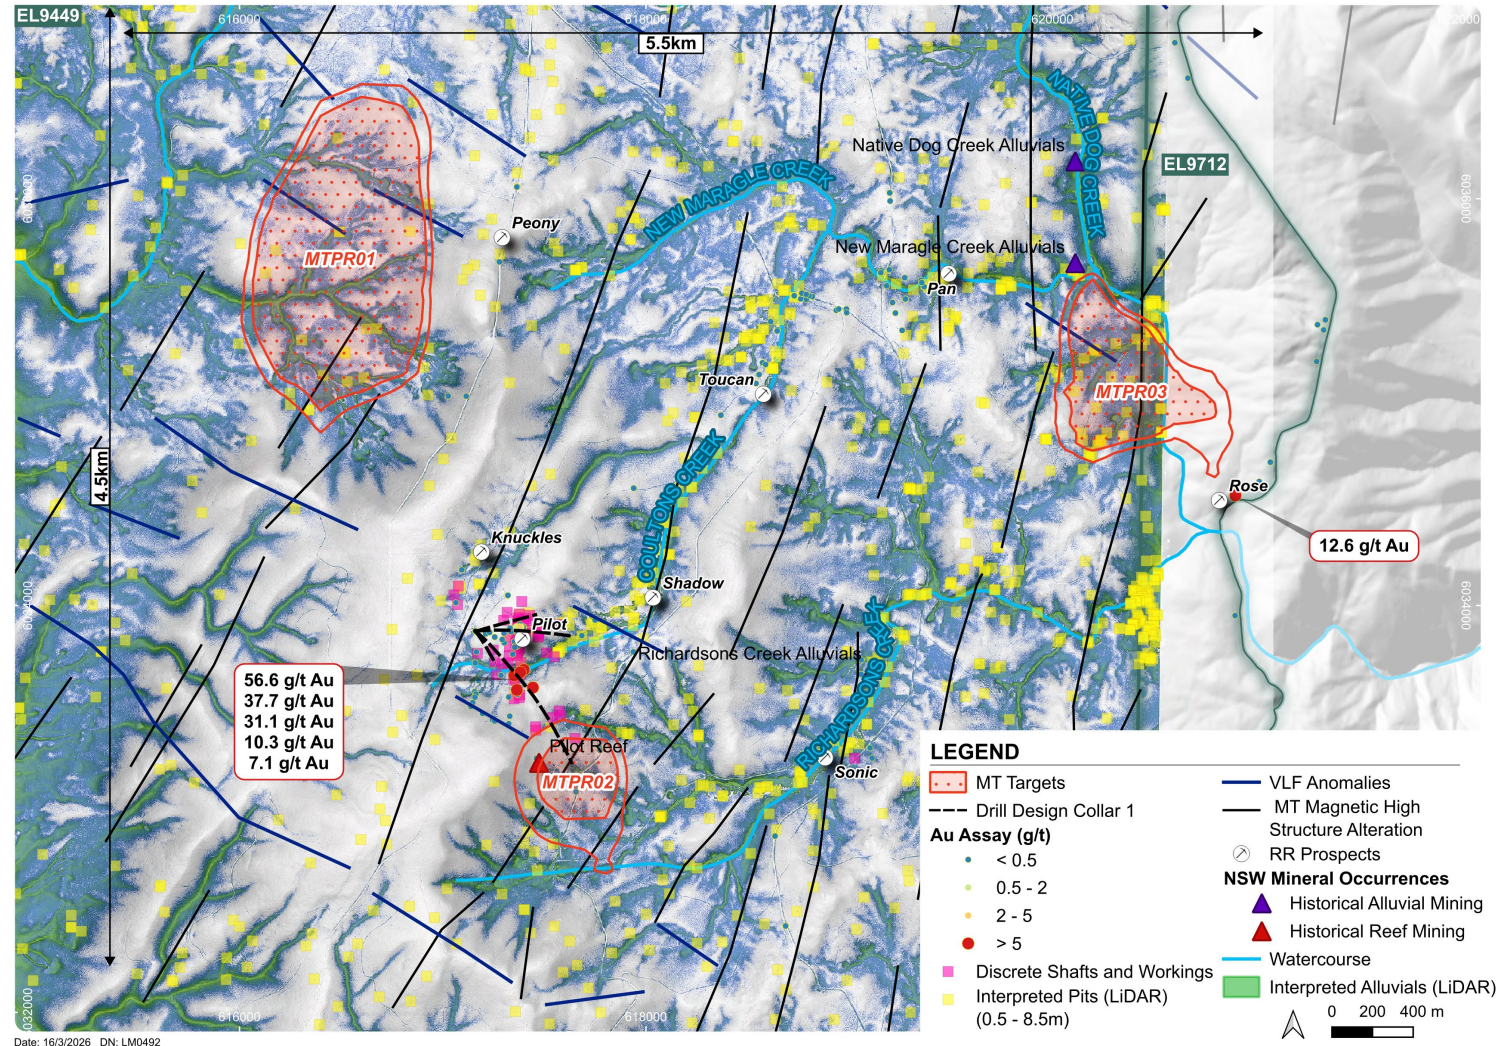 EL9449
616000
618000
620000
22000
5.5km
NATIVE DOG CREEK
Native Dog Creek Alluvials
EL9712
NEW MARAGLE CREEK
6036000
Peony
New Maragle Creek Alluvials
MTPR01
Pan
Toucan
MTPR03
COULTONS CREEK
4.5km
Rose
12.6 g/t Au
Knuckles
Shadow
6034000
Pilot
Richardsons Creek Alluvials
RICHARDSONS CREEK
56.6 g/t Au
37.7 g/t Au
31.1 g/t Au
10.3 g/t Au
7.1 g/t Au
Pilot Reef
MTPR02
Sonic
LEGEND
MT Targets
Drill Design Collar 1
Au Assay (g/t)
< 0.5
0.5 - 2
2 - 5
> 5
Discrete Shafts and Workings
Interpreted Pits (LiDAR)
(0.5 - 8.5m)
VLF Anomalies
MT Magnetic High
Structure Alteration
RR Prospects
NSW Mineral Occurrences
Historical Alluvial Mining
Historical Reef Mining
Watercourse
Interpreted Alluvials (LiDAR)
0 200 400 m
032000
616000
618000
Date: 16/3/2026 DN: LM0492